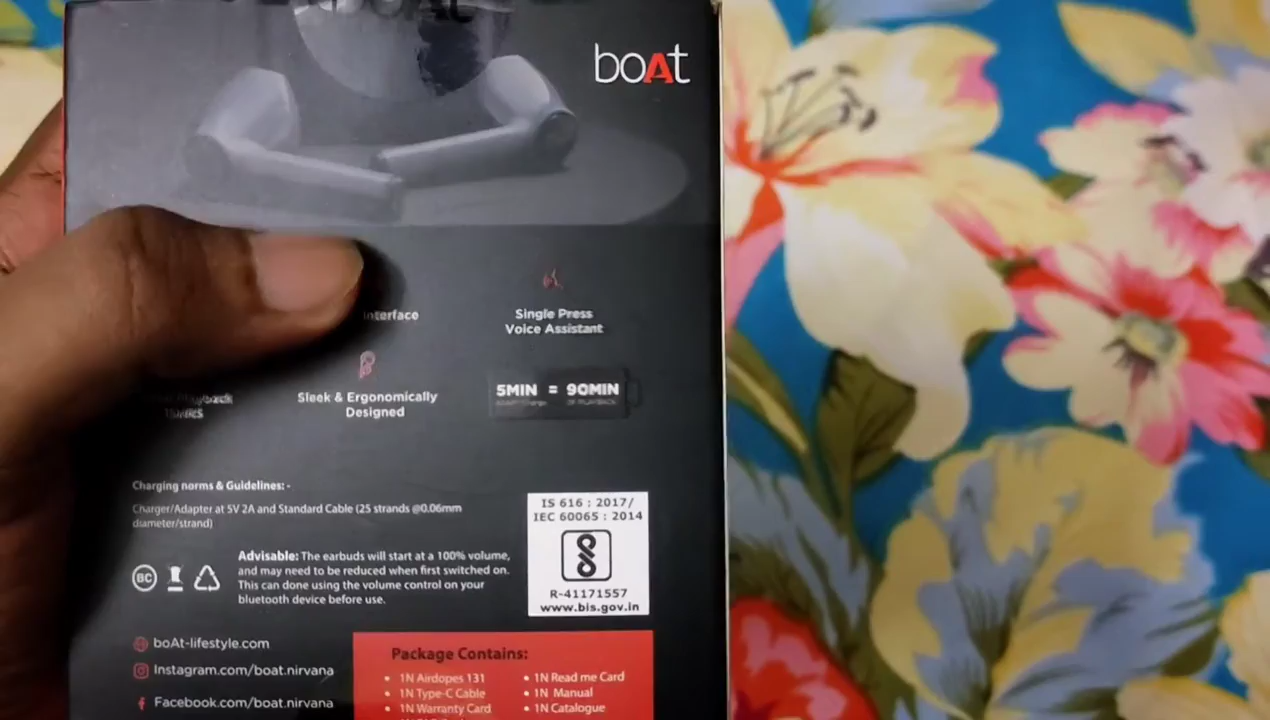 boAt
Interface
Single Press
Voice Assistant
Sleek & Ergonomically
Designed
5MIN = 90MIN
OF PLAYBACK
Charging norms & Guidelines: -
Charger/Adapter at 5V 2A and Standard Cable (25 strands @0.06mm
diameter/strand)
Advisable: The earbuds will start at a 100% volume,
and may need to be reduced when first switched on.
This can done using the volume control on your
bluetooth device before use.
BC
IS 616 : 2017/
IEC 60065 : 2014
R-41171557
www.bis.gov.in
boAt-lifestyle.com
Instagram.com/boat.nirvana
Facebook.com/boat.nirvana
Package Contains:
• 1N Airdopes 131
• 1N Type-C Cable
• 1N Warranty Card
• 1N Read me Card
• 1N Manual
• 1N Catalogue